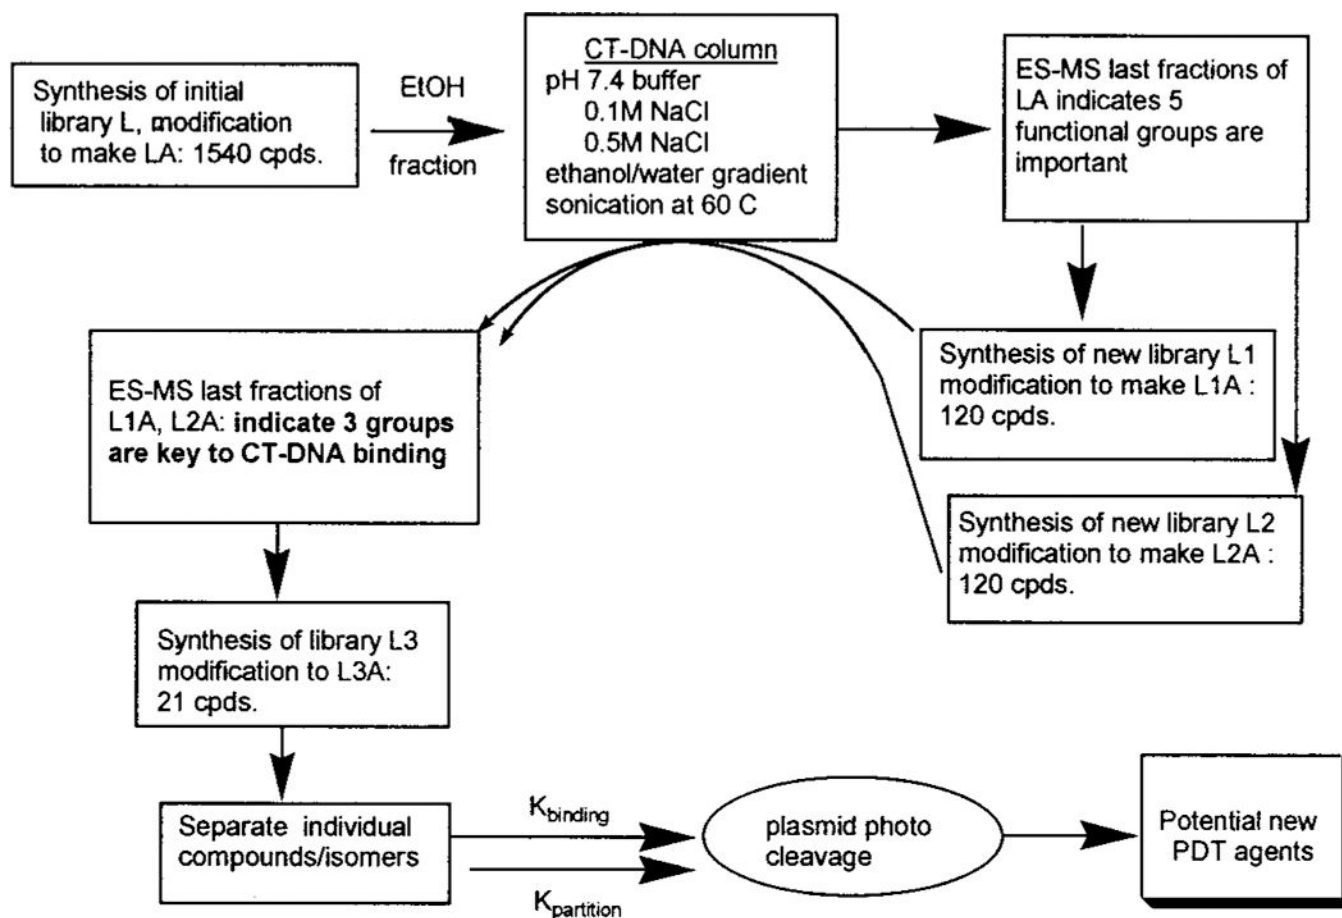 Synthesis of initial
library L, modification
to make LA: 1540 cpds.
EtOH
fraction
CT-DNA column
pH 7.4 buffer
0.1M NaCl
0.5M NaCl
ethanol/water gradient
sonication at 60 C
ES-MS last fractions of
LA indicates 5
functional groups are
important
Synthesis of new library L1
modification to make L1A :
120 cpds.
Synthesis of new library L2
modification to make L2A :
120 cpds.
ES-MS last fractions of
L1A, L2A: indicate 3 groups
are key to CT-DNA binding
Synthesis of library L3
modification to L3A:
21 cpds.
Separate individual
compounds/isomers
Kbinding
Kpartition
plasmid photo
cleavage
Potential new
PDT agents